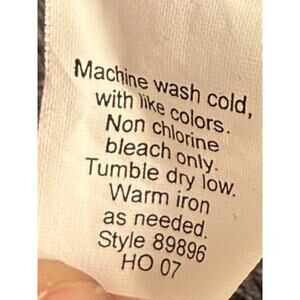 Machine wash cold,
with like colors.
Non chlorine
bleach only.
Tumble dry low.
Warm iron
as needed.
Style 89896
HO 07